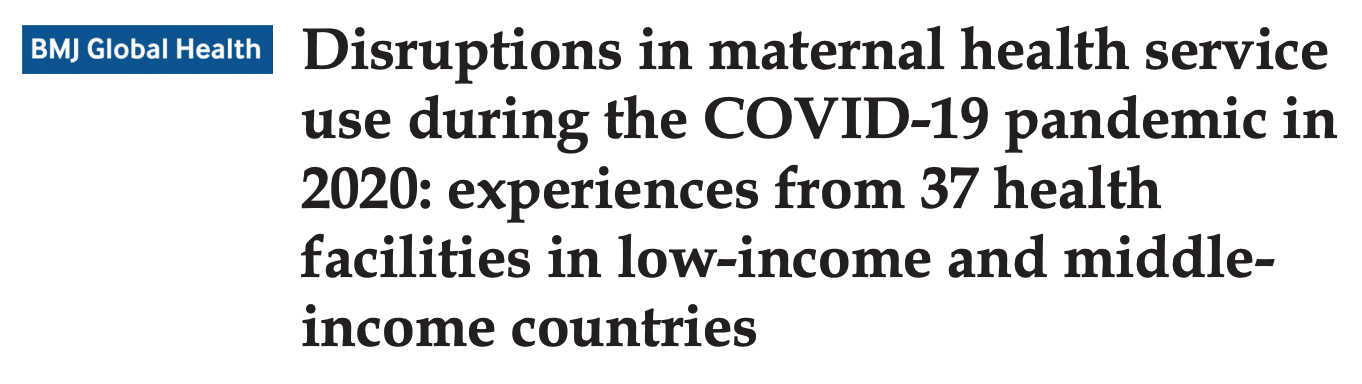 BMJ Global Health
Disruptions in maternal health service
use during the COVID-19 pandemic in
2020: experiences from 37 health
facilities in low-income and middle-
income countries